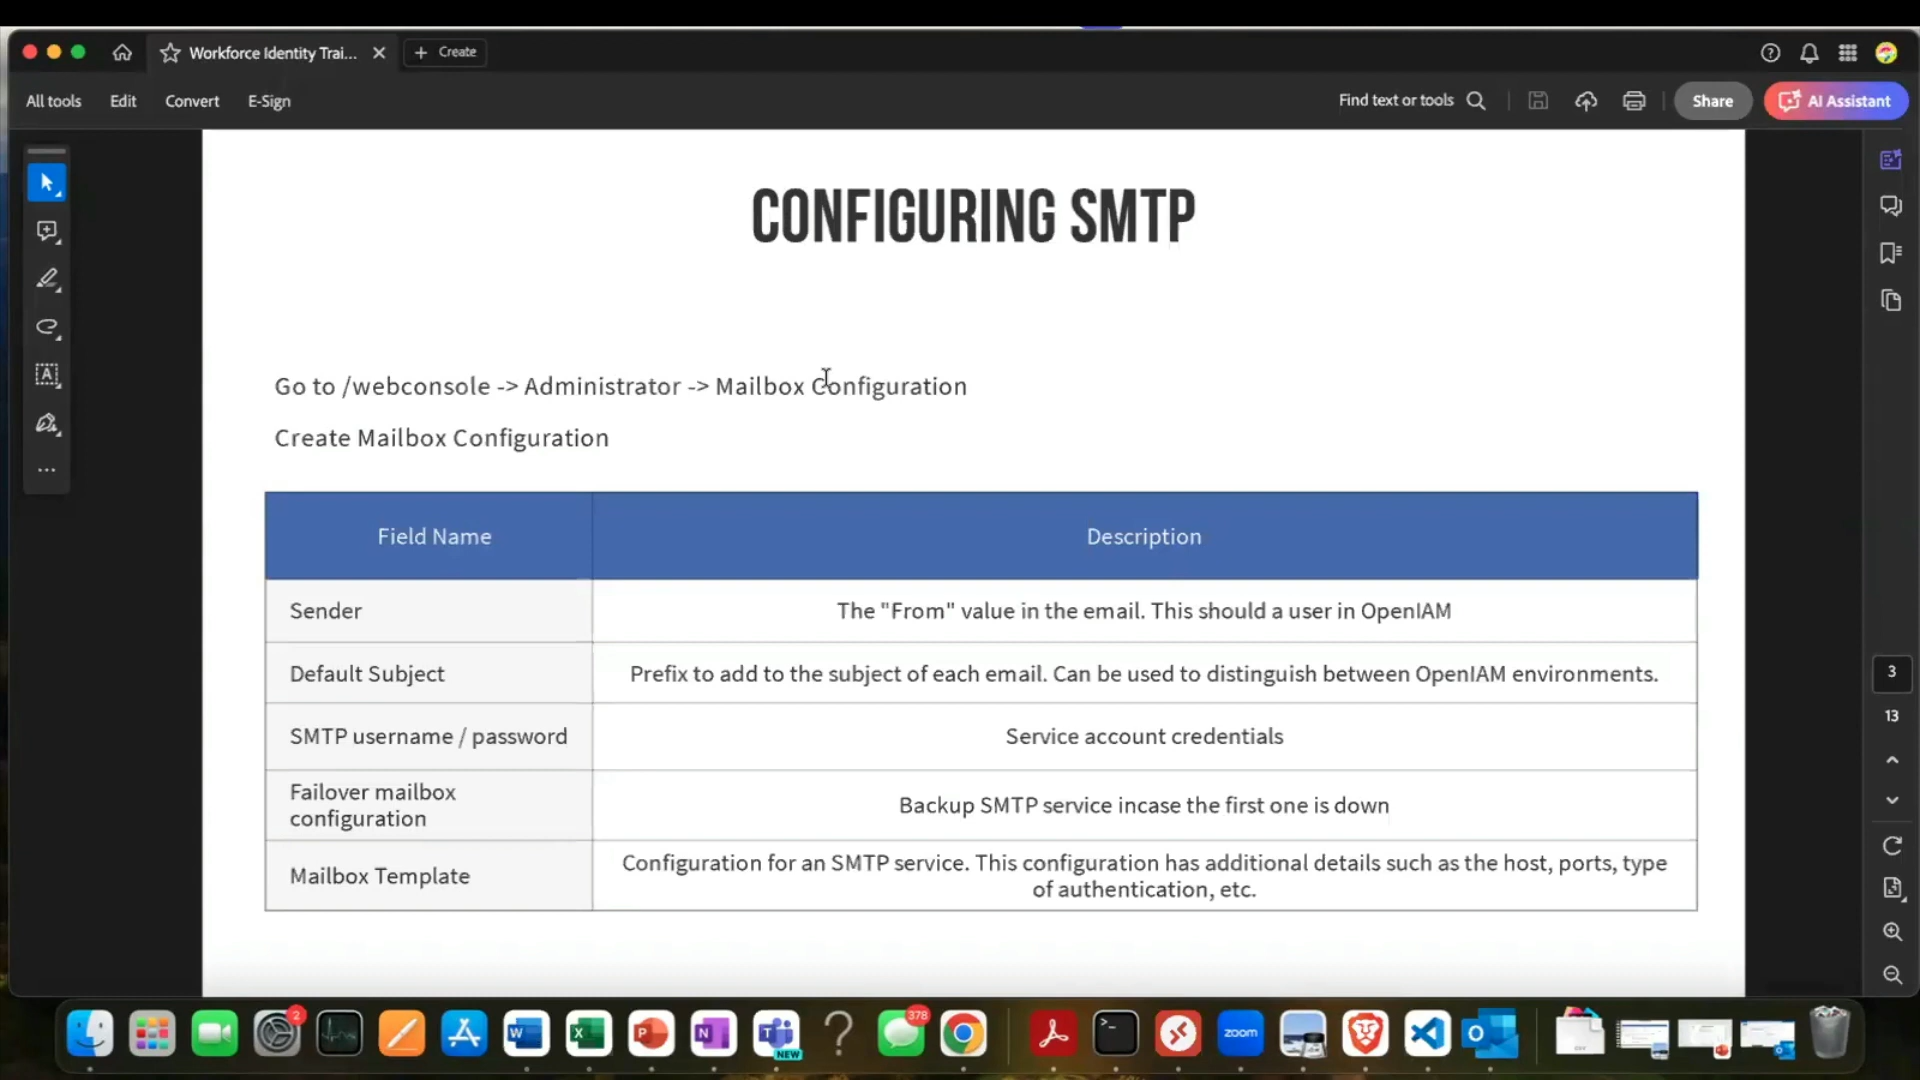 Workforce Identity Trai...
Create
All tools
Edit
Convert
E-Sign
Find text or tools
Share
AI Assistant
CONFIGURING SMTP
Go to /webconsole -> Administrator -> Mailbox Configuration
Create Mailbox Configuration
Field Name
Description
Sender
The "From" value in the email. This should a user in OpenIAM
Default Subject
Prefix to add to the subject of each email. Can be used to distinguish between OpenIAM environments.
SMTP username / password
Service account credentials
Failover mailbox
configuration
Backup SMTP service incase the first one is down
Mailbox Template
Configuration for an SMTP service. This configuration has additional details such as the host, ports, type
of authentication, etc.
3
13
2
378
NEW
zoom